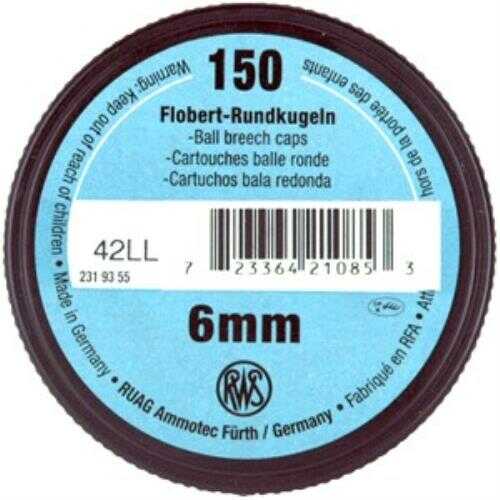 150
Flobert-Rundkugeln
-Ball breech caps
-Cartouches balle ronde
-Cartuchos bala redonda
42LL
231 93 55
7 23364 21085 3
6mm
RWS
Warning: Keep out of reach of children • Made in Germany • RUAG Ammotec Fürth / Germany • Fabriqué en RFA • hors de la portée des enfants